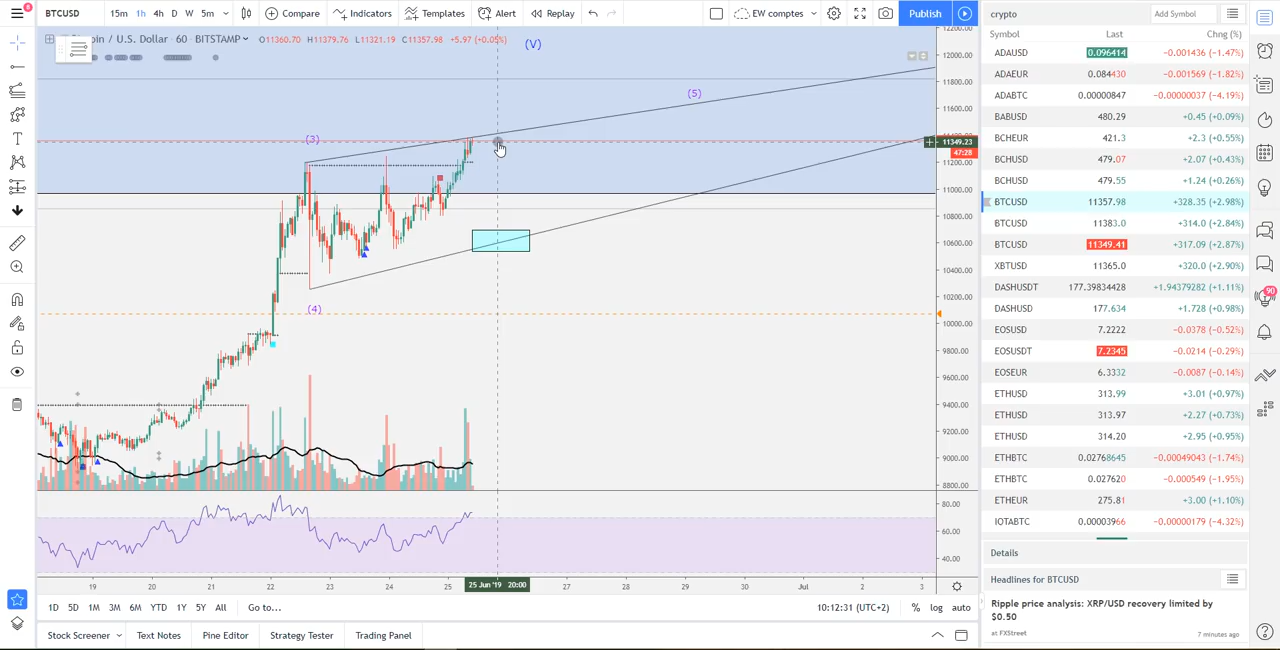 8
BTCUSD
15m 1h 4h D W 5m
Compare
Indicators
Templates
Alert
Replay
EW comptes
Publish
Bitcoin / U.S. Dollar - 60 - BITSTAMP
O11360.70 H11379.76 L11321.19 C11357.98 +5.97 (+0.05%)
(V)
(5)
(3)
(4)
12000.00
11800.00
11600.00
11349.23
47:28
11200.00
11000.00
10800.00
10600.00
10400.00
10200.00
10000.00
9800.00
9600.00
9400.00
9200.00
9000.00
8800.00
80.00
60.00
40.00
19 20 21 22 23 24 25 25 Jun '19 20:00 27 28 29 30 Jul 2 3
1D 5D 1M 3M 6M YTD 1Y 5Y All Go to...
10:12:31 (UTC+2) % log auto
Stock Screener Text Notes Pine Editor Strategy Tester Trading Panel
crypto
Add Symbol
Symbol Last Chng (%)
ADAUSD 0.096414 −0.001436 (−1.47%)
ADAEUR 0.084430 −0.001569 (−1.82%)
ADABTC 0.00000847 −0.00000037 (−4.19%)
BABUSD 480.29 +0.45 (+0.09%)
BCHEUR 421.3 +2.3 (+0.55%)
BCHUSD 479.07 +2.07 (+0.43%)
BCHUSD 479.55 +1.24 (+0.26%)
BTCUSD 11357.98 +328.35 (+2.98%)
BTCUSD 11383.0 +314.0 (+2.84%)
BTCUSD 11349.41 +317.09 (+2.87%)
XBTUSD 11365.0 +320.0 (+2.90%)
DASHUSDT 177.39834428 +1.94379282 (+1.11%)
DASHUSD 177.634 +1.728 (+0.98%)
EOSUSD 7.2222 −0.0378 (−0.52%)
EOSUSDT 7.2345 −0.0214 (−0.29%)
EOSEUR 6.3332 −0.0087 (−0.14%)
ETHUSD 313.99 +3.01 (+0.97%)
ETHUSD 313.97 +2.27 (+0.73%)
ETHUSD 314.20 +2.95 (+0.95%)
ETHBTC 0.02768645 −0.00049043 (−1.74%)
ETHBTC 0.027620 −0.000549 (−1.95%)
ETHEUR 275.81 +3.00 (+1.10%)
IOTABTC 0.00003966 −0.00000179 (−4.32%)
Details
Headlines for BTCUSD
Ripple price analysis: XRP/USD recovery limited by
$0.50
at FXStreet 7 minutes ago
90